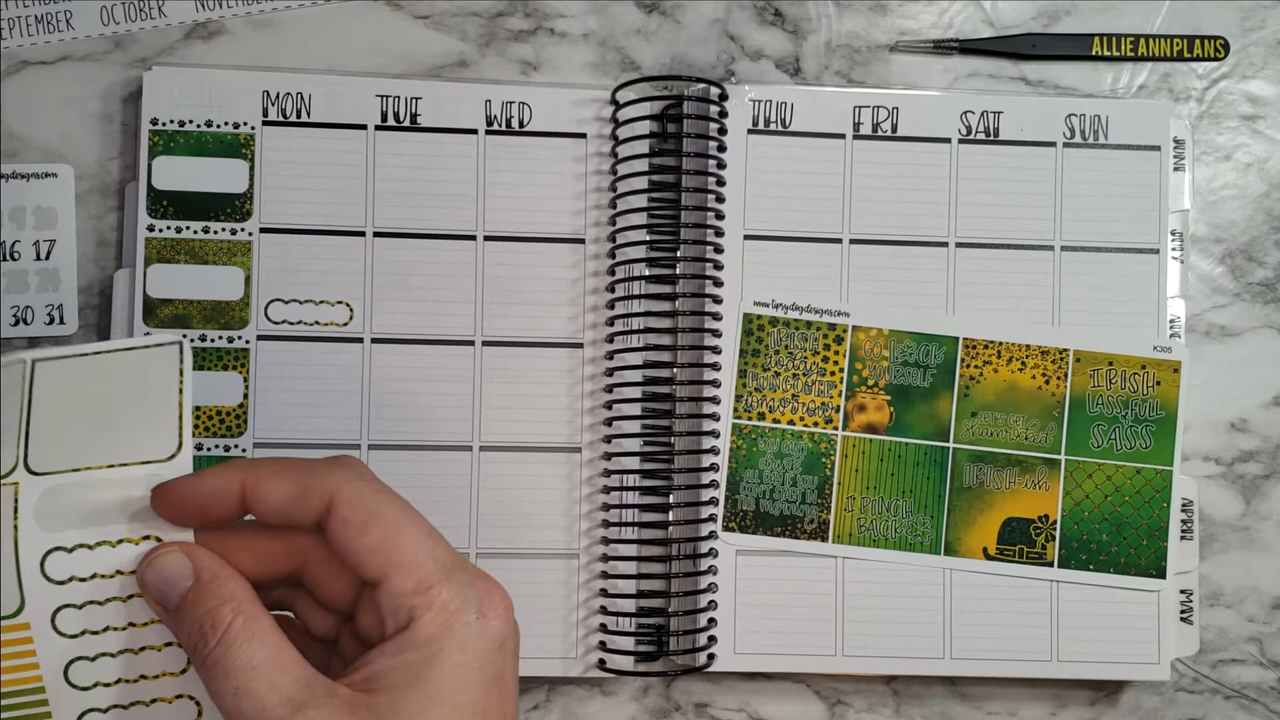 SEPTEMBER OCTOBER
ALLIEANNPLANS
MON TUE WED THU FRI SAT SUN
JUNE
JULY
APRIL
MAY
16 17
30 31
www.tipsydogdesigns.com
K305
IRISH
today
HUNGOVER
tomorrow
GO LUCK
YOURSELF
LET'S GET
Shamrocked
IRISH
LASS, FULL
SASS
YOU CAN'T
drink
ALL DAY IF YOU
DON'T START IN
the morning
I PINCH
BACK
IRISH-ish